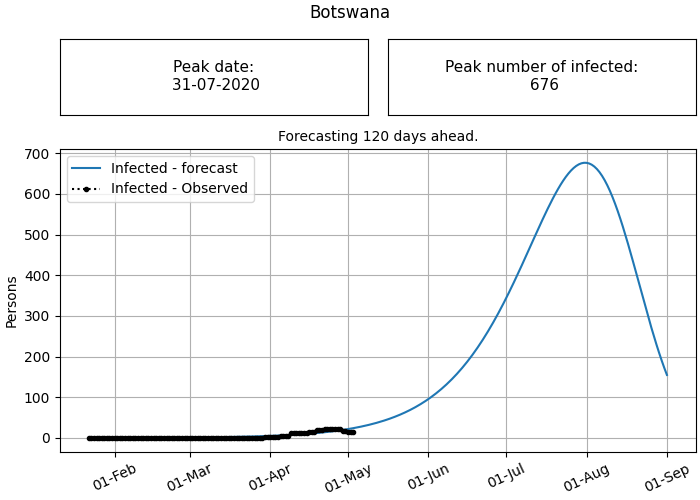 Botswana
Peak date:
31-07-2020
Peak number of infected:
676
Forecasting 120 days ahead.
Infected - forecast
Infected - Observed
Persons
700
600
500
400
300
200
100
0
01-Feb
01-Mar
01-Apr
01-May
01-Jun
01-Jul
01-Aug
01-Sep